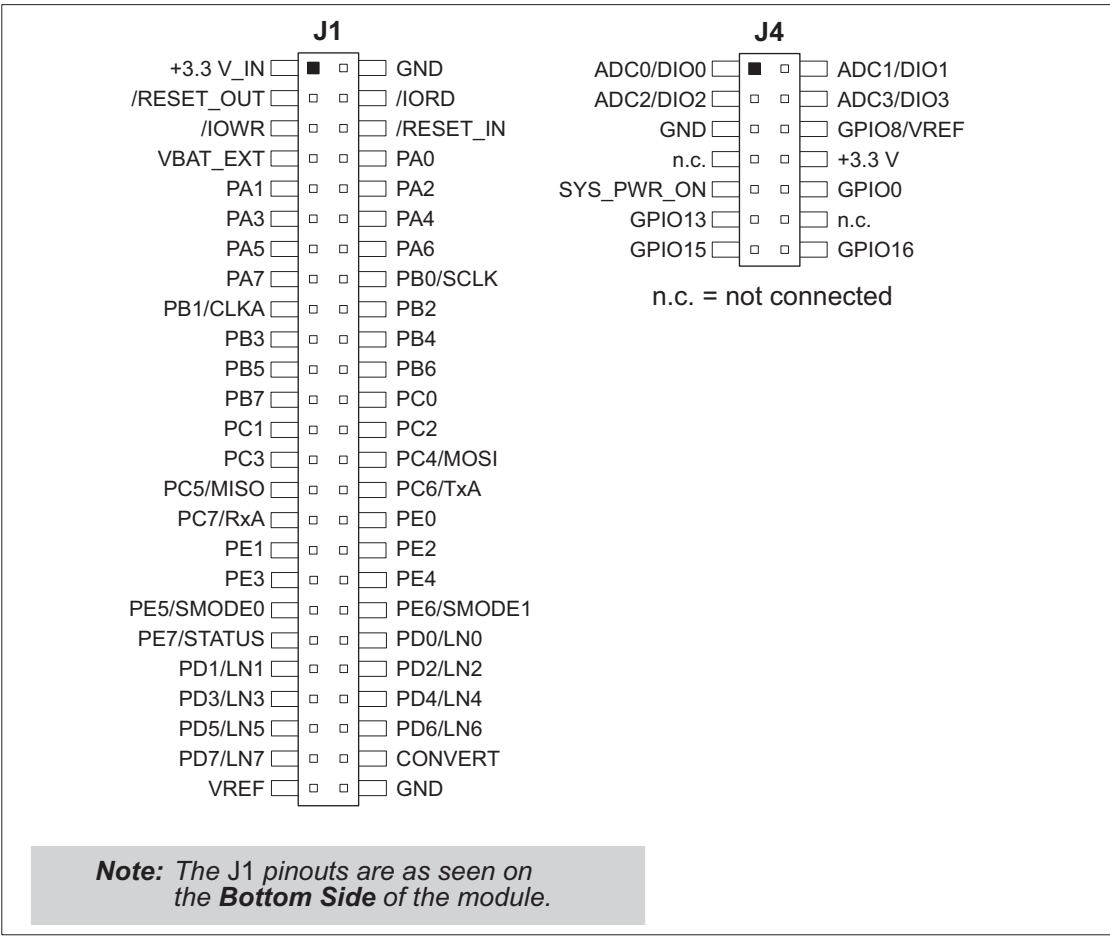 J1
+3.3 V_IN GND
/RESET_OUT /IORD
/IOWR /RESET_IN
VBAT_EXT PA0
PA1 PA2
PA3 PA4
PA5 PA6
PA7 PB0/SCLK
PB1/CLKA PB2
PB3 PB4
PB5 PB6
PB7 PC0
PC1 PC2
PC3 PC4/MOSI
PC5/MISO PC6/TxA
PC7/RxA PE0
PE1 PE2
PE3 PE4
PE5/SMODE0 PE6/SMODE1
PE7/STATUS PD0/LN0
PD1/LN1 PD2/LN2
PD3/LN3 PD4/LN4
PD5/LN5 PD6/LN6
PD7/LN7 CONVERT
VREF GND
J4
ADC0/DIO0 ADC1/DIO1
ADC2/DIO2 ADC3/DIO3
GND GPIO8/VREF
n.c. +3.3 V
SYS_PWR_ON GPIO0
GPIO13 n.c.
GPIO15 GPIO16
n.c. = not connected
Note: The J1 pinouts are as seen on
the Bottom Side of the module.